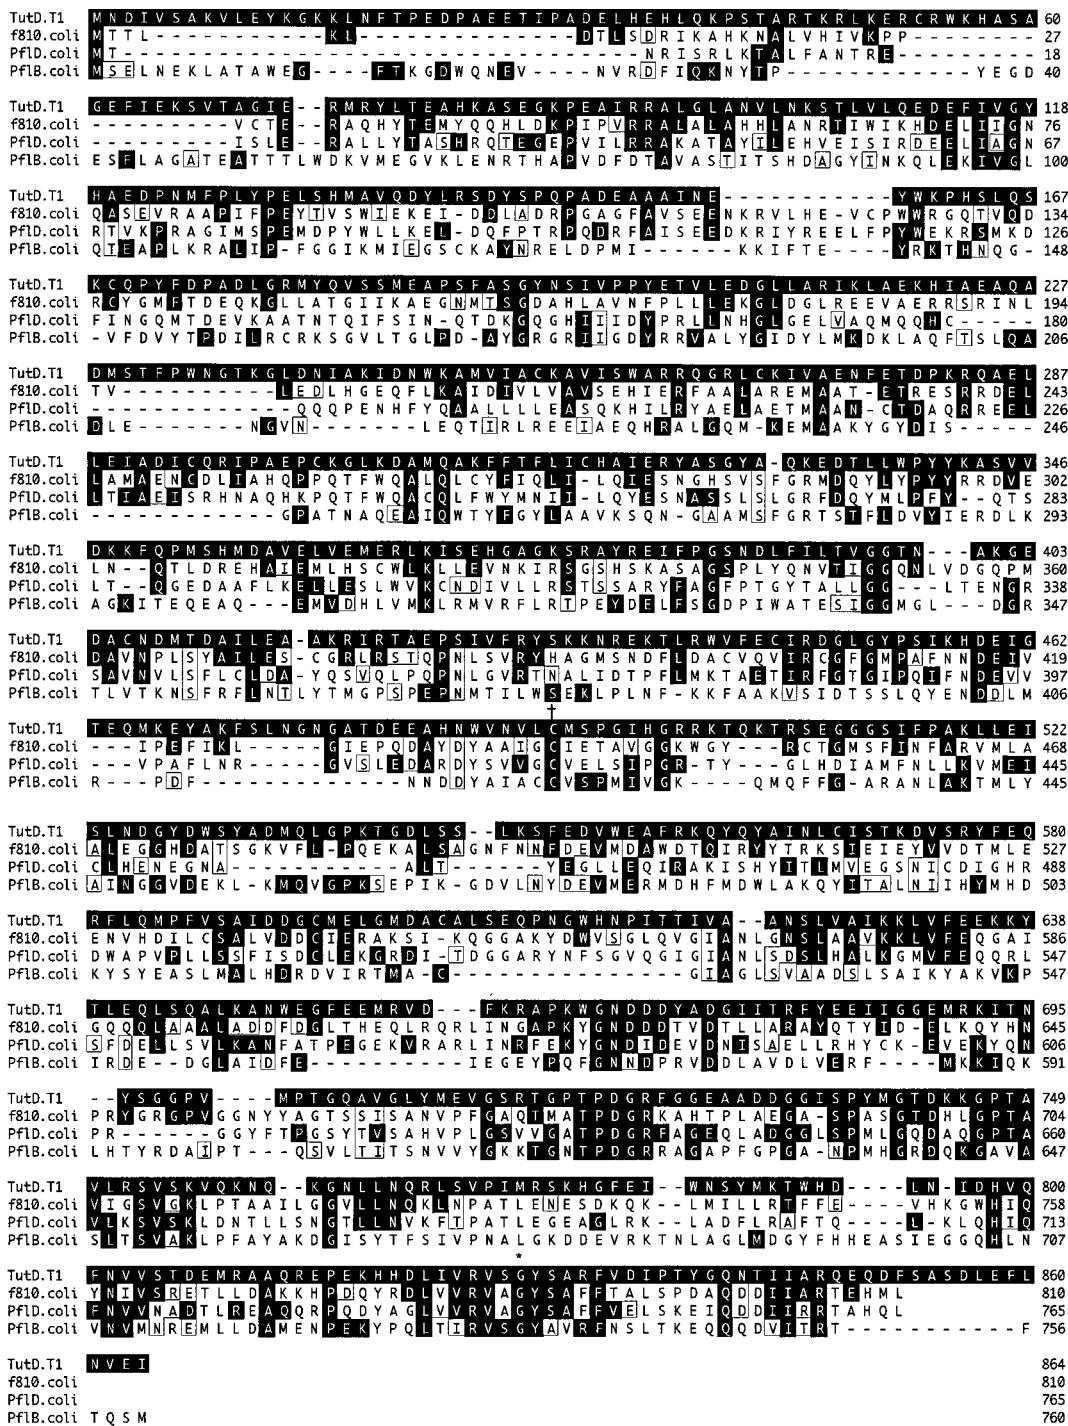 TutD.T1 MNDIVSAKVLEYKGKKLNFTPEDPAEETIPADELHEHLQKPSTARTKRLKERCRWKHASA 60
f810.coli MTTL-----------KL-------------DTLSDRIKAHKNALVHIVKPP-------- 27
PflD.coli MT---------------------------------NRISRLKTALFANTRE--------- 18
PflB.coli MSELNEKLATAWEG----FTKGDWQNEV-----NVRDFIQKNYTP----------YEGD 40
TutD.T1 GEFIEKSVTAGIE--RMRYLTEAHKASEGKPEAIRRALGLANVLNKSTLVLQEDEFIVGY 118
f810.coli ---------VCTE--RAQHYTEMYQQHLDKPIPVRRALALAHHLANRTIWIKHDELIIGN 76
PflD.coli ---------ISLE--RALLYTASHRQTEGEPVILRRAKATAYILEHVEISIRDEELIAGN 67
PflB.coli ESFLAGATEATTTLWDKVMEGVKLENRTHAPVDFDTAVASTITSHDAGYINKQLEKIVGL 100
TutD.T1 HAEDPNMFPLYPELSHMAVQDYLRSDYSPQPADEAAAINE-----------YWKPHSLQS 167
f810.coli QASEVRAAPIFPEYTVSWIEKEI-DDLADRPGAGFAVSEENKRVLHE-VCPWWRGQTVQD 134
PflD.coli RTVKPRAGIMSPEMDPYWLLKEL-DQFPTRPQDRFAISEEDKRIYREELFPYWEKRSMKD 126
PflB.coli QTEAPLKRALIP-FGGIKMIEGSCKAYNRELDPMI------KKIFTE----YRKTHNQG- 148
TutD.T1 KCQPYFDPADLGRMYQVSSMEAPSFASGYNSIVPPYETVLEDGLLARIKLAEKHIAEAQA 227
f810.coli RCYGMFTDEQKGLLATGIIKAEGNMTSGDAHLAVNFPLLLEKGLDGLREEVAERRSRINL 194
PflD.coli FINGQMTDEVKAATNTQIFSIN-QTDKGQGHIIIDYPRLLNHGLGELVAQMQQHC----- 180
PflB.coli -VFDVYTPDILRCRKSGVLTGLPD-AYGRGRIIGDYRRVALYGIDYLMKDKLAQFTSLQA 206
TutD.T1 DMSTFPWNGTKGLDNIAKIDNWKAMVIACKAVISWARRQGRLCKIVAENFETDPKRQAEL 287
f810.coli TV----------LEDLHGEQFLKAIDIVLVAVSEHIERFAALAREMAAT-ETRESRRDEL 243
PflD.coli -------------QQQPENHFYQAALLLLEASQKHILRYAELAETMAAN-CTDAQRREEL 226
PflB.coli DLE---NGVN-------LEQTIRLREEIAEQHRALGQM-KEMAAKYGYDIS----- 246
TutD.T1 LEIADICQRIPAEPCKGLKDAMQAKFFTFLICHAIERYASGYA-QKEDTLLWPYYKASVV 346
f810.coli LAMAENCDLIAHQPPQTFWQALQLCYFIQLI-LQIESNGHSVSFGRMDQYLYPYYRRDVE 302
PflD.coli LTIAEISRHNAQHKPQTFWQACQLFWYMNII-LQYESNASSLSLGRFDQYMLPFY--QTS 283
PflB.coli ------------GPATNAQEAIQWTYFGYLAAVKSQN-GAAMSFGRTSTFLDVYIERDLK 293
TutD.T1 DKKFQPMSHMDAVELVEMERLKISEHGAGKSRAYREIFPGSNDLFILTVGGTN---AKGE 403
f810.coli LN--QTLDREHAIEMLHSCWLKLLEVNKIRSGSHSKASAGSPLYQNVTIGGQNLVDGQPM 360
PflD.coli LT--QGEDAAFLKELLESLWVKCNDIVLLRSTSSARYFAGFPTGYTALLGG---LTENGR 338
PflB.coli AGKITEQEAQ---EMVDHLVMKLRMVRFLRTPEYDELFSGDPIWATESIGGMGL---DGR 347
TutD.T1 DACNDMTDAILEA-AKRIRTAEPSIVFRYSKKNREKTLRWVFECIRDGLGYPSIKHDEIG 462
f810.coli DAVNPLSYAILES-CGRLRSTQPNLSVRYHAGMSNDFLDACVQVIRCGFGMPAFNNDEIV 419
PflD.coli SAVNVLSFLCLDA-YQSVQLPQPNLGVRTNALIDTPFLMKTAETIRFGTGIPQIFNDEVV 397
PflB.coli TLVTKNSFRFLNTLYTMGPSPEPNMTILWSEKLPLNF-KKFAAKVSIDTSSLQYENDDLM 406
†
TutD.T1 TEQMKEYAKFSLNGNGATDEEAHNWVNVLCMSPGIHGRRKTQKTRSEGGGSIFPAKLLEI 522
f810.coli ---IPEFIKL------GIEPQDAYDYAAIGCIETAVGGKWGY---RCTGMSFINFARVMLA 468
PflD.coli ---VPAFLNR------GVSLEDARDYSVVGCVELSIPGR-TY---GLHDIAMFNLLKVMEI 445
PflB.coli R----PDF---------NNDDYAIACCVSPMIVGK---QMQFFG-ARANLAKTMLY 445
TutD.T1 SLNDGYDWSYADMQLGPKTGDLSS--LKSFEDVWEAFRKQYQYAINLCISTKDVSRYFEQ 580
f810.coli ALEGGHDATSGKVFL-PQEKALSAGNFNNFDEVMDAWDTQIRYYTRKSIEIEYVVDTMLE 527
PflD.coli CLHENEGNA----------ALT-----YEGLLEQIRAKISHYITLMVEGSNICDIGHR 488
PflB.coli AINGGVDEKL-KMQVGPKSEPIK-GDVLNYDEVMERMDHFMDWLAKQYITALNIIHYMHD 503
TutD.T1 RFLQMPFVSAIDDGCMELGMDACALSEQPNGWHNPITTIVA--ANSLVAIKKLVFEEKKY 638
f810.coli ENVHDILCSALVDDCIERAKSI-KQGGAKYDWVSGLQVGIANLGNSLAAVKKLVFEQGAI 586
PflD.coli DWAPVPLLSSFISDCLEKGRDI-TDGGARYNFSGVQGIGIANLSDSLHALKGMVFEQQRL 547
PflB.coli KYSYEASLMALHDRDVIRTMA-C---------------GIAGLSVAADSLSAIKYAKVKP 547
TutD.T1 TLEQLSQALKANWEGFEEMRVD---FKRAPKWGNDDDYADGIITRFYEEIIGGEMRKITN 695
f810.coli GQQQLAAALADDFDGLTHEQLRQRLINGAPKYGNDDDTVDTLLARAYQTYID-ELKQYHN 645
PflD.coli SFDELLSVLKANFATPEGEKVRARLINRFEKYGNDIDEVDNISAELLRHYCK-EVEKYQN 606
PflB.coli IRDE--DGLAIDFE-----------IEGEYPQFGNNDPRVDDLAVDLVERF---MKKIQK 591
TutD.T1 --YSGGPV----MPTGQAVGLYMEVGSRTGPTPDGRFGGEAADDGGISPYMGTDKKGPTA 749
f810.coli PRYGRGPVGGNYYAGTSSISANVPFGAQTMATPDGRKAHTPLAEGA-SPASGTDHLGPTA 704
PflD.coli PR------GGYFTPGSYTVSAHVPLGSVVGATPDGRFAGEQLADGGLSPMLGQDAQGPTA 660
PflB.coli LHTYRDAIPT---QSVLTITSNVVYGKKTGNTPDGRRAGAPFGPGA-NPMHGRDQKGAVA 647
TutD.T1 VLRSVSKVQKNQ--KGNLLNQRLSVPIMRSKHGFEI--WNSYMKTWHD----LN-IDHVQ 800
f810.coli VIGSVGKLPTAAILGGVLLNQKLNPATLENESDKQK--LMILLRTFFE----VHKGWHIQ 758
PflD.coli VLKSVSKLDNTLLSNGTLLNVKFTPATLEGEAGLRK--LADFLRAFTQ----L-KLQHIQ 713
PflB.coli SLTSVAKLPFAYAKDGISYTFSIVPNALGKDDEVRKTNLAGLMDGYFHHEASIEGGQHLN 707
*
TutD.T1 FNVVSTDEMRAAQREPEKHHDLIVRVSGYSARFVDIPTYGQNTIIARQEQDFSASDLEFL 860
f810.coli YNIVSRETLLDAKKHPDQYRDLVVRVAGYSAFFTALSPDAQDDIIARTEHML 810
PflD.coli FNVVNADTLREAQQRPQDYAGLVVRVAGYSAFFVELSKEIQDDIIRRTAHQL 765
PflB.coli VNVMNREMLLDAMENPEKYPQLTIRVSGYAVRFNSLTKEQQQDVITRT-----------F 756
TutD.T1 NVEI 864
f810.coli 810
PflD.coli 765
PflB.coli TQSM 760